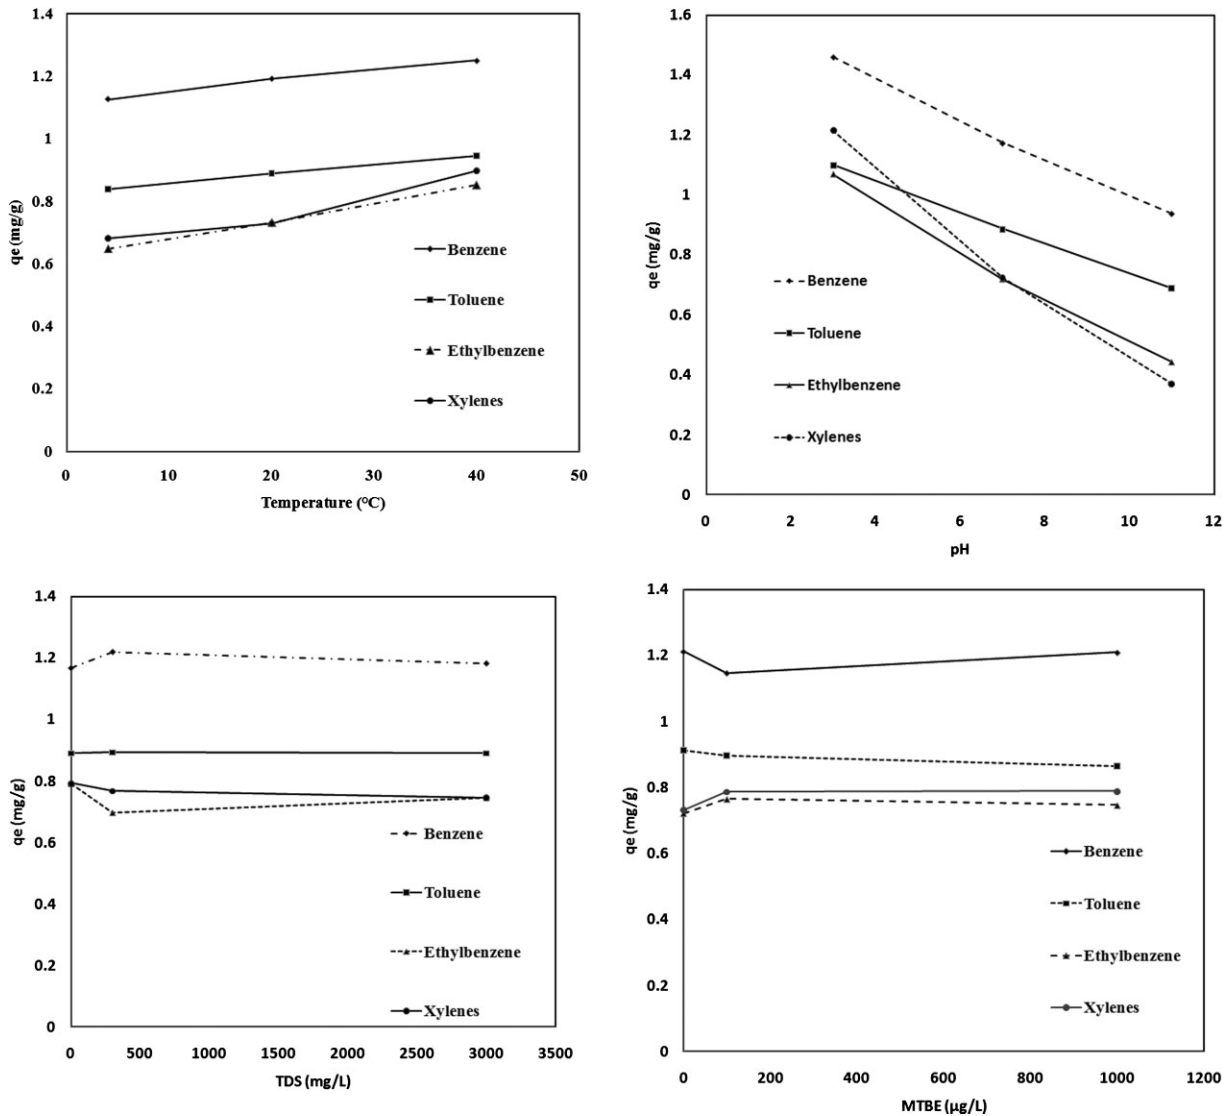 1.4
1.2
1
0.8
0.6
0.4
0.2
0
qe (mg/g)
0 10 20 30 40 50
Temperature (°C)
Benzene
Toluene
Ethylbenzene
Xylenes
1.6
1.4
1.2
1
0.8
0.6
0.4
0.2
0
qe (mg/g)
0 2 4 6 8 10 12
pH
Benzene
Toluene
Ethylbenzene
Xylenes
1.4
1.2
1
0.8
0.6
0.4
0.2
0
qe (mg/g)
0 500 1000 1500 2000 2500 3000 3500
TDS (mg/L)
Benzene
Toluene
Ethylbenzene
Xylenes
1.4
1.2
1
0.8
0.6
0.4
0.2
0
qe (mg/g)
0 200 400 600 800 1000 1200
MTBE (µg/L)
Benzene
Toluene
Ethylbenzene
Xylenes